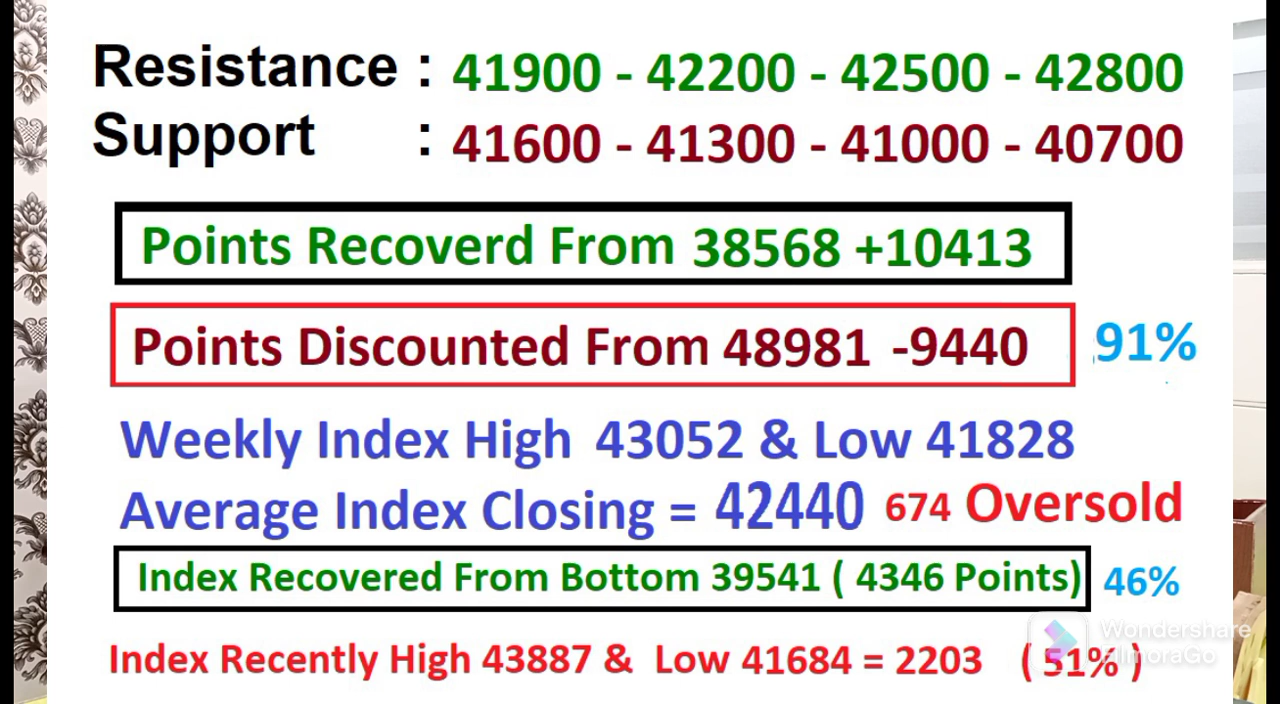 Resistance : 41900 - 42200 - 42500 - 42800
Support : 41600 - 41300 - 41000 - 40700
Points Recoverd From 38568 +10413
Points Discounted From 48981 -9440 91%
Weekly Index High 43052 & Low 41828
Average Index Closing = 42440 674 Oversold
Index Recovered From Bottom 39541 ( 4346 Points) 46%
Index Recently High 43887 & Low 41684 = 2203 ( 51% )
Wondershare
FilmoraGo